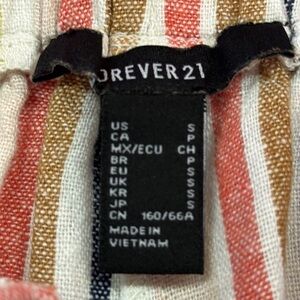 OREVER 21
US S
CA P
MX/ECU CH
BR P
EU S
UK S
KR S
JP S
CN 160/66A
MADE IN
VIETNAM